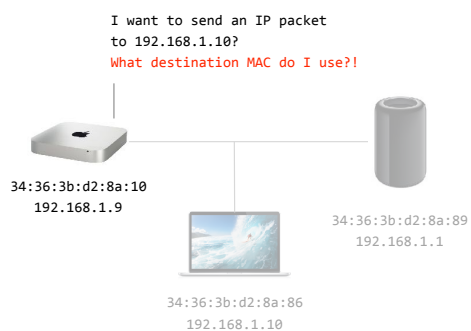 I want to send an IP packet
to 192.168.1.10?
What destination MAC do I use?!
34:36:3b:d2:8a:10
192.168.1.9
34:36:3b:d2:8a:89
192.168.1.1
34:36:3b:d2:8a:86
192.168.1.10